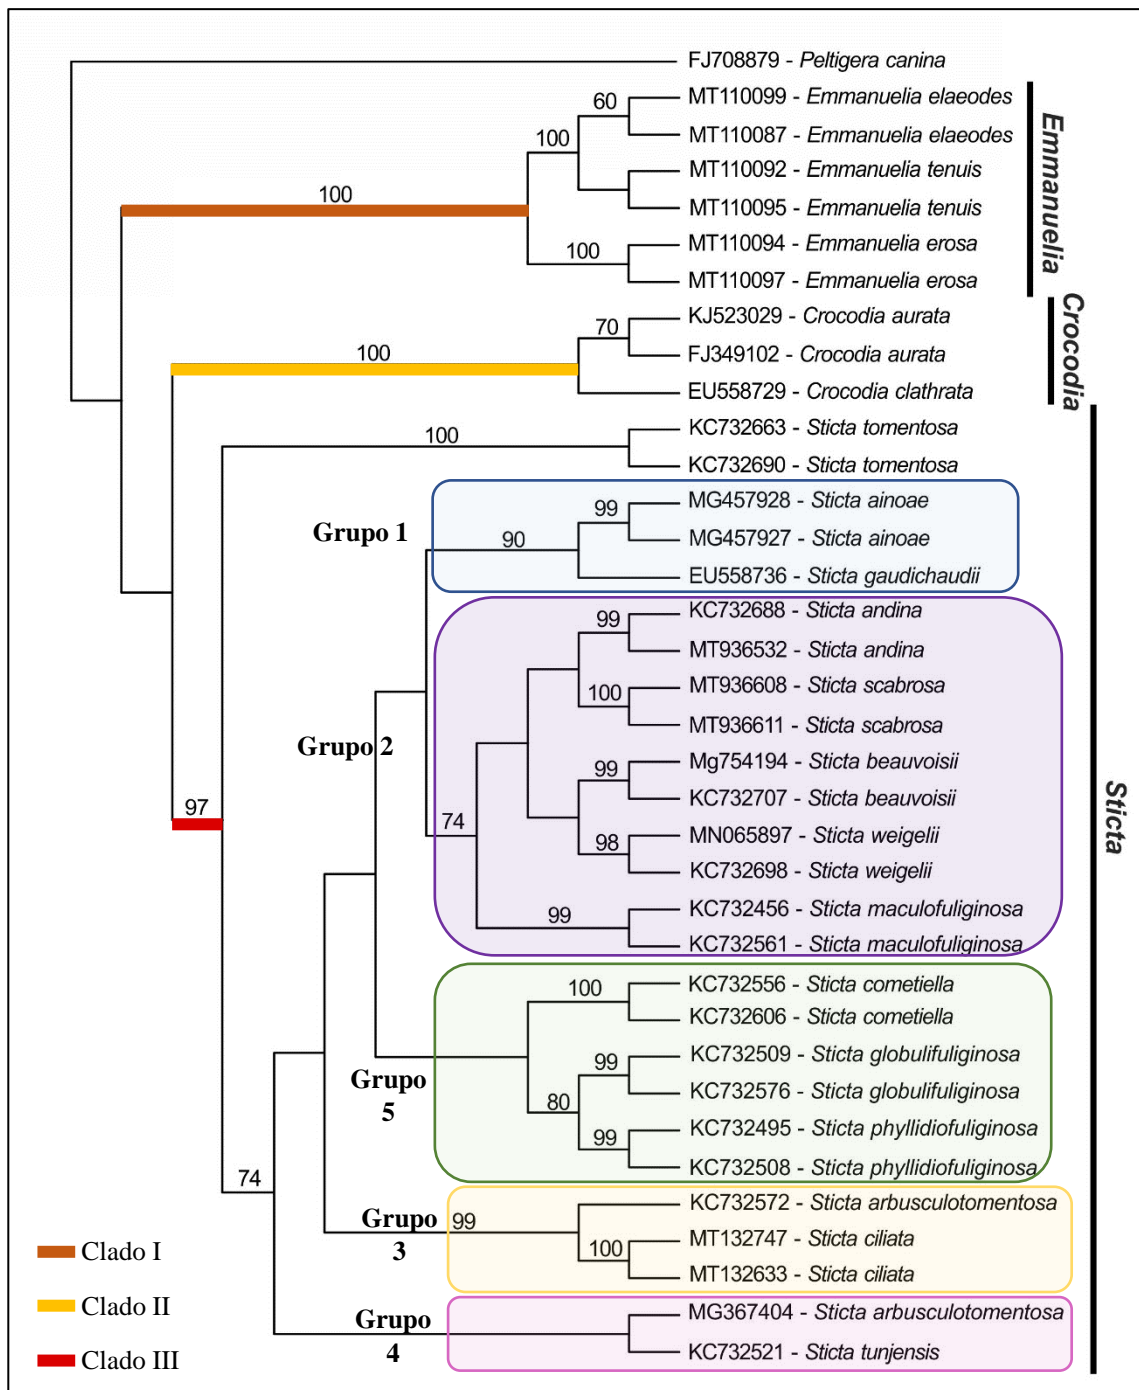 FJ708879 - Peltigera canina
60
MT110099 - Emmanuelia elaeodes
MT110087 - Emmanuelia elaeodes
100
MT110092 - Emmanuelia tenuis
MT110095 - Emmanuelia tenuis
100
MT110094 - Emmanuelia erosa
100
MT110097 - Emmanuelia erosa
Emmanuelia
KJ523029 - Crocodia aurata
70
FJ349102 - Crocodia aurata
100
EU558729 - Crocodia clathrata
Crocodia
KC732663 - Sticta tomentosa
100
KC732690 - Sticta tomentosa
MG457928 - Sticta ainoae
99
Grupo 1
90
MG457927 - Sticta ainoae
EU558736 - Sticta gaudichaudii
KC732688 - Sticta andina
99
MT936532 - Sticta andina
MT936608 - Sticta scabrosa
100
MT936611 - Sticta scabrosa
Grupo 2
Mg754194 - Sticta beauvoisii
99
KC732707 - Sticta beauvoisii
97
74
MN065897 - Sticta weigelii
98
KC732698 - Sticta weigelii
KC732456 - Sticta maculofuliginosa
99
KC732561 - Sticta maculofuliginosa
Sticta
KC732556 - Sticta cometiella
100
KC732606 - Sticta cometiella
KC732509 - Sticta globulifuliginosa
99
Grupo
5
KC732576 - Sticta globulifuliginosa
80
KC732495 - Sticta phyllidiofuliginosa
99
KC732508 - Sticta phyllidiofuliginosa
74
KC732572 - Sticta arbusculotomentosa
Grupo
3
99
MT132747 - Sticta ciliata
100
MT132633 - Sticta ciliata
MG367404 - Sticta arbusculotomentosa
Grupo
4
KC732521 - Sticta tunjensis
Clado I
Clado II
Clado III